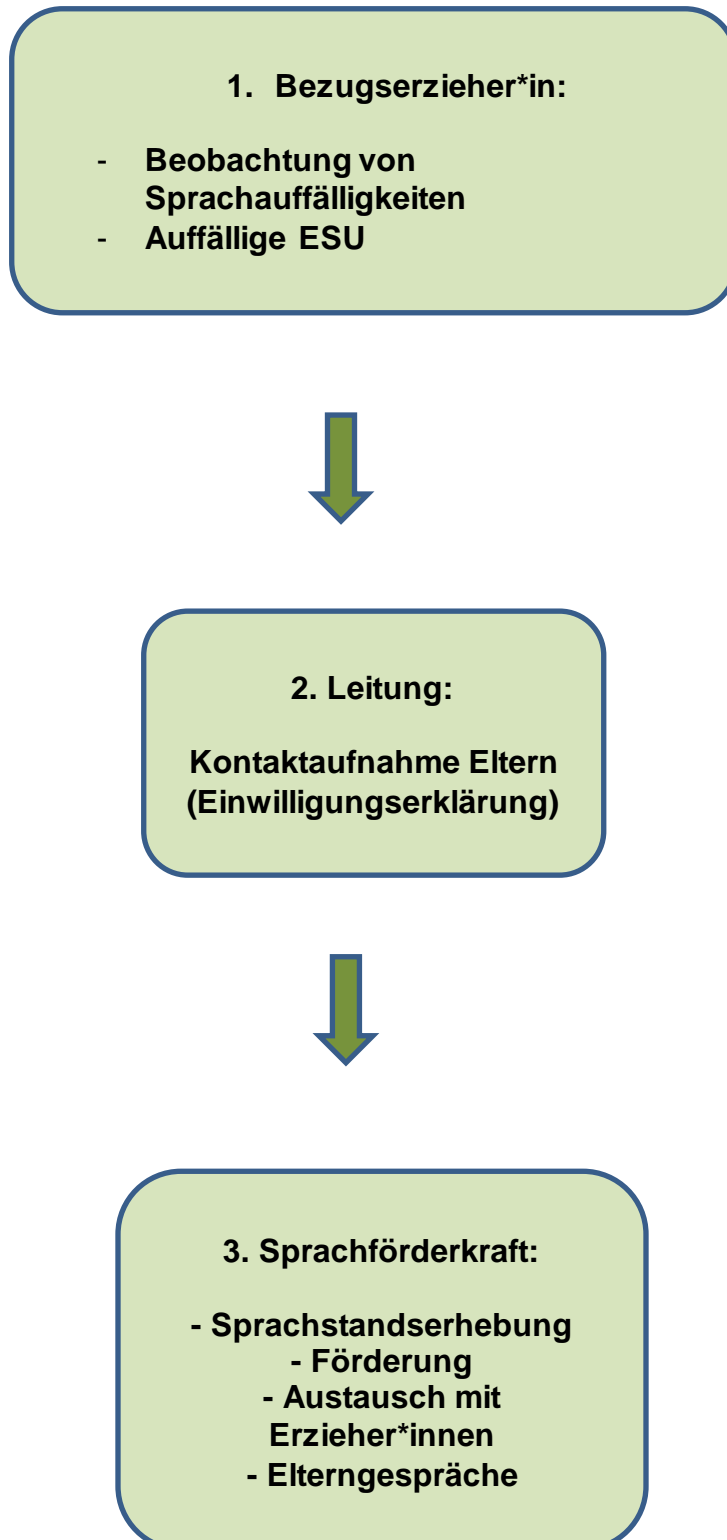 1. Bezugserzieher*in:
- Beobachtung von
Sprachauffälligkeiten
- Auffällige ESU
2. Leitung:
Kontaktaufnahme Eltern
(Einwilligungserklärung)
3. Sprachförderkraft:
- Sprachstandserhebung
- Förderung
- Austausch mit
Erzieher*innen
- Elterngespräche